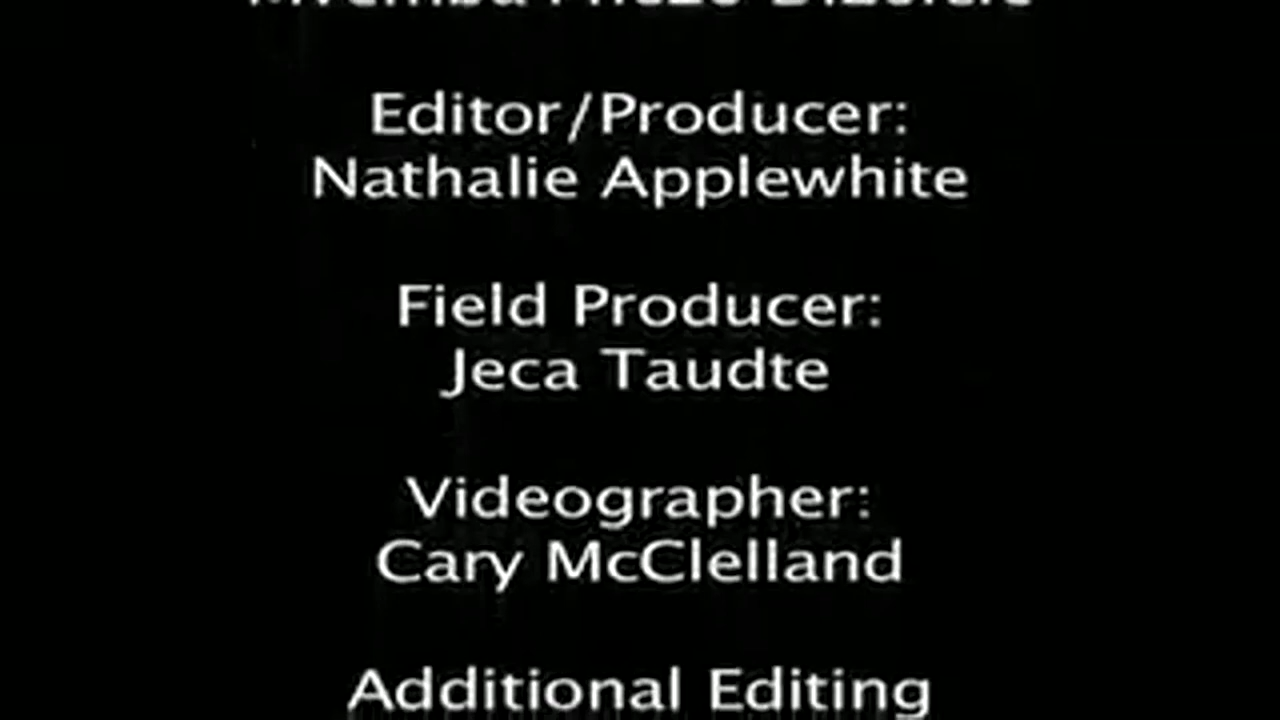 Editor/Producer:
Nathalie Applewhite
Field Producer:
Jeca Taudte
Videographer:
Cary McClelland
Additional Editing